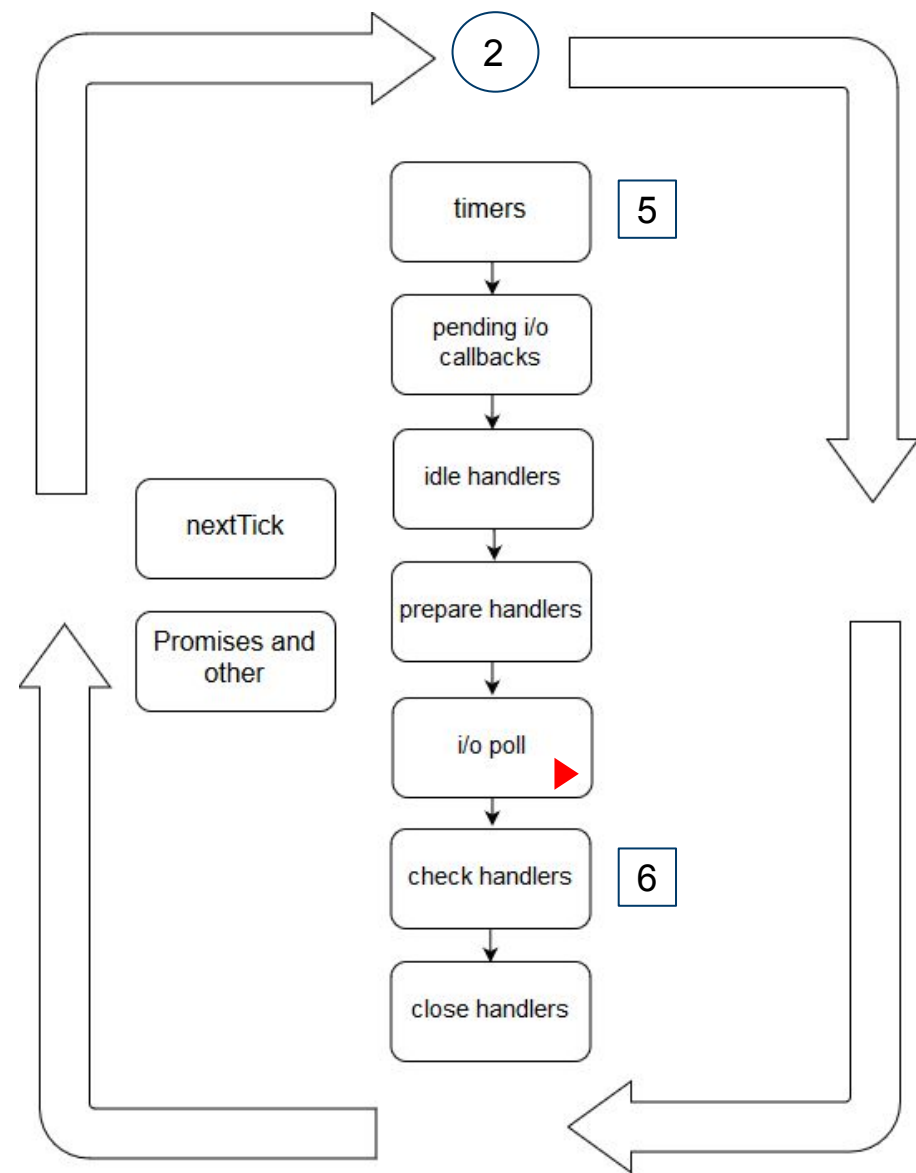 2
timers
5
pending i/o
callbacks
idle handlers
nextTick
prepare handlers
Promises and
other
i/o poll
check handlers
6
close handlers